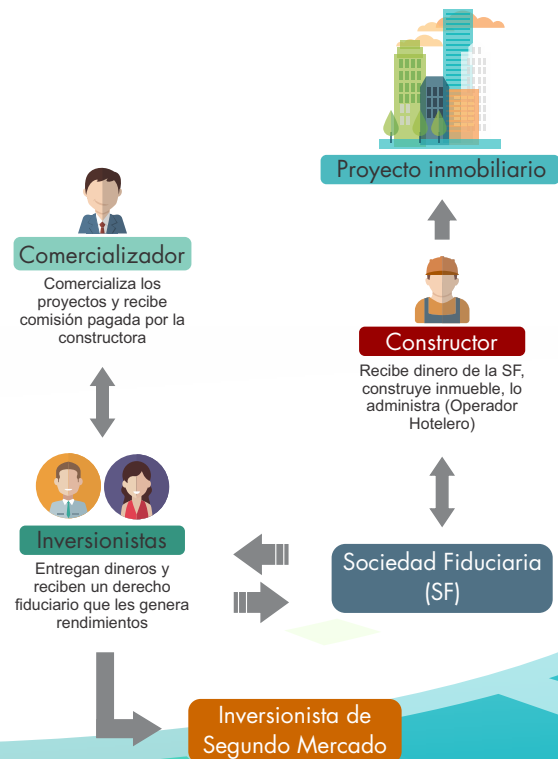 Proyecto inmobiliario
Comercializador
Comercializa los
proyectos y recibe
comisión pagada por la
constructora
Constructor
Recibe dinero de la SF,
construye inmueble, lo
administra (Operador
Hotelero)
Inversionistas
Entregan dineros y
reciben un derecho
fiduciario que les genera
rendimientos
Sociedad Fiduciaria
(SF)
Inversionista de
Segundo Mercado